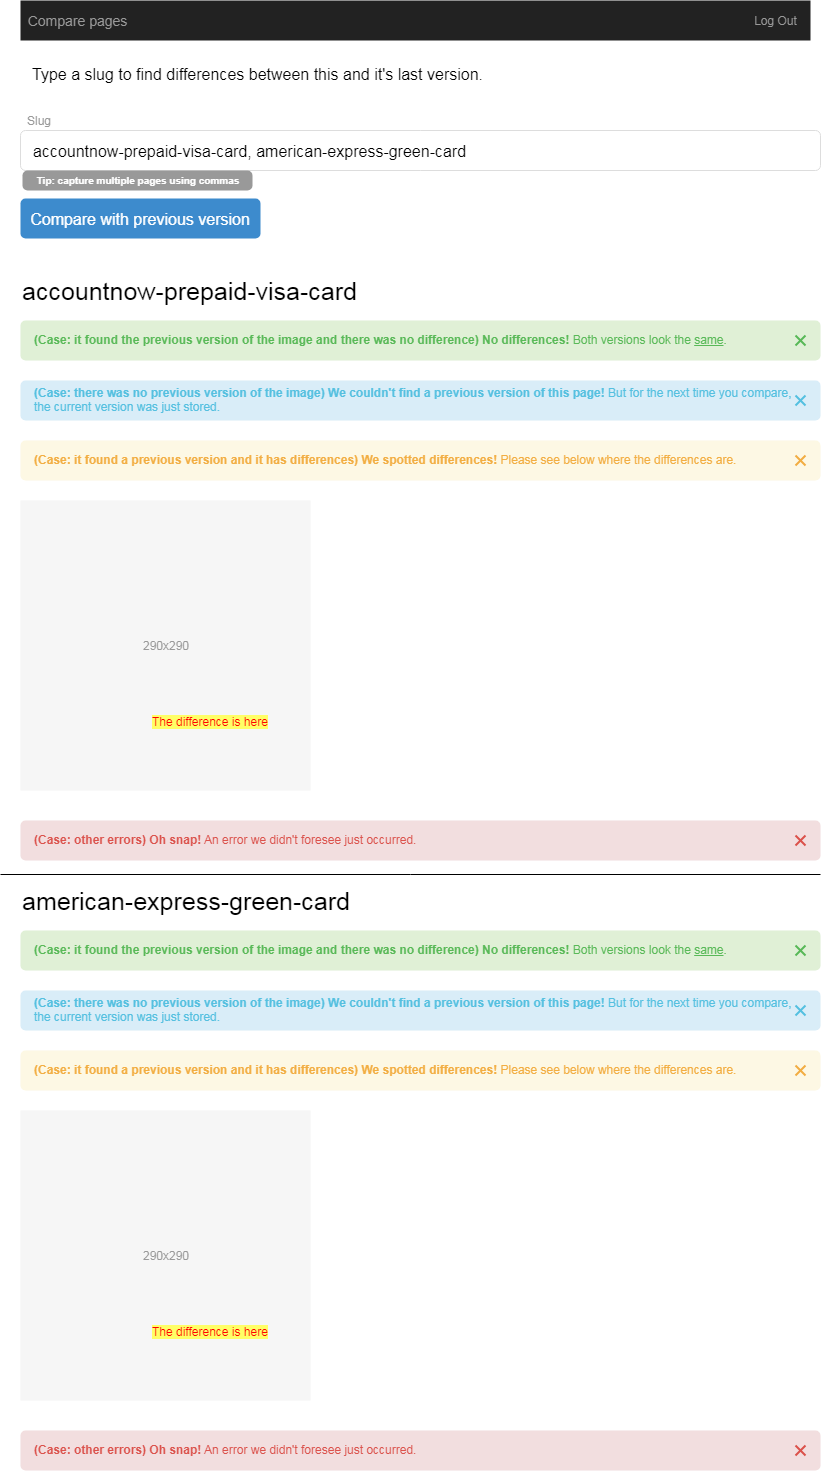 Compare pages
Log Out
Type a slug to find differences between this and it's last version.
Slug
accountnow-prepaid-visa-card, american-express-green-card
Tip: capture multiple pages using commas
Compare with previous version
accountnow-prepaid-visa-card
(Case: it found the previous version of the image and there was no difference) No differences! Both versions look the same.
(Case: there was no previous version of the image) We couldn't find a previous version of this page! But for the next time you compare,
the current version was just stored.
(Case: it found a previous version and it has differences) We spotted differences! Please see below where the differences are.
290x290
The difference is here
(Case: other errors) Oh snap! An error we didn't foresee just occurred.
american-express-green-card
(Case: it found the previous version of the image and there was no difference) No differences! Both versions look the same.
(Case: there was no previous version of the image) We couldn't find a previous version of this page! But for the next time you compare,
the current version was just stored.
(Case: it found a previous version and it has differences) We spotted differences! Please see below where the differences are.
290x290
The difference is here
(Case: other errors) Oh snap! An error we didn't foresee just occurred.